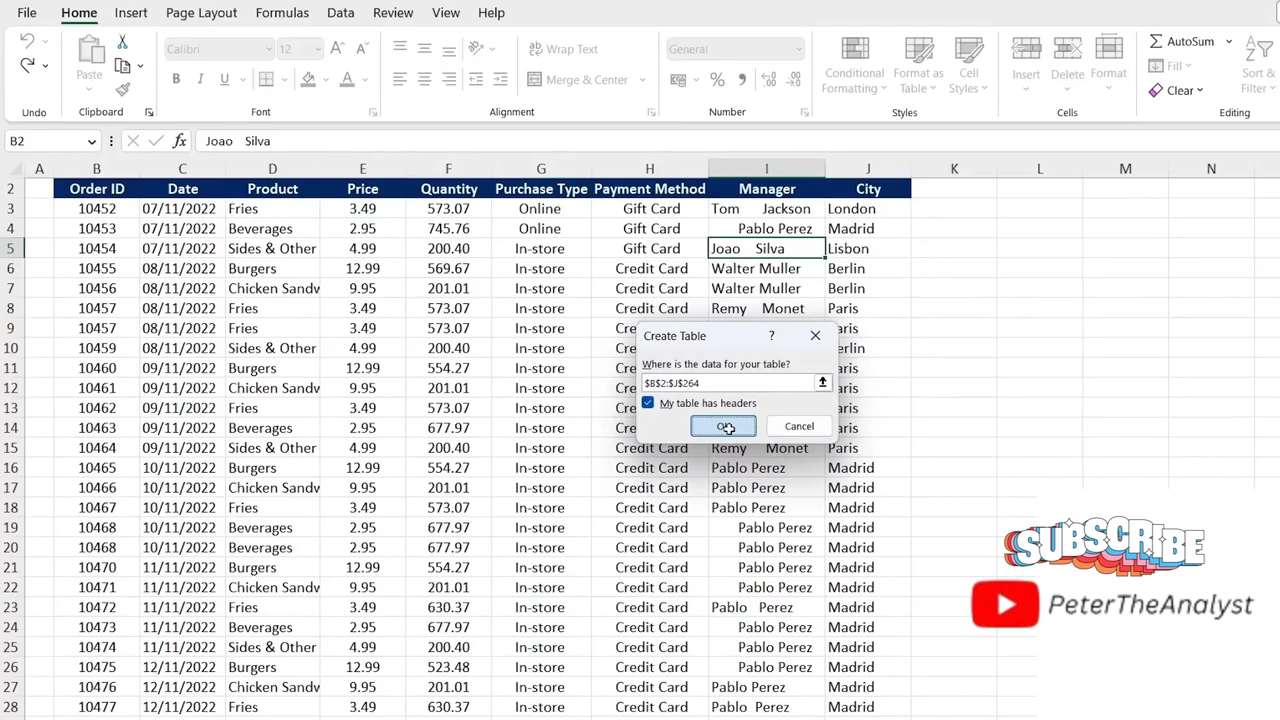 File Home Insert Page Layout Formulas Data Review View Help
Calibri 12 Wrap Text General AutoSum
Paste Conditional Format as Cell Insert Delete Format Fill Sort &
B I U Merge & Center % Formatting Table Styles Clear Filter
Undo Clipboard Font Alignment Number Styles Cells Editing
B2 fx Joao Silva
A B C D E F G H I J K L M N
2 Order ID Date Product Price Quantity Purchase Type Payment Method Manager City
3 10452 07/11/2022 Fries 3.49 573.07 Online Gift Card Tom Jackson London
4 10453 07/11/2022 Beverages 2.95 745.76 Online Gift Card Pablo Perez Madrid
5 10454 07/11/2022 Sides & Other 4.99 200.40 In-store Gift Card Joao Silva Lisbon
6 10455 08/11/2022 Burgers 12.99 569.67 In-store Credit Card Walter Muller Berlin
7 10456 08/11/2022 Chicken Sandw 9.95 201.01 In-store Credit Card Walter Muller Berlin
8 10457 08/11/2022 Fries 3.49 573.07 In-store Credit Card Remy Monet Paris
9 10457 08/11/2022 Fries 3.49 573.07 In-store
10 10459 08/11/2022 Sides & Other 4.99 200.40 In-store
11 10460 09/11/2022 Burgers 12.99 554.27 In-store
12 10461 09/11/2022 Chicken Sandw 9.95 201.01 In-store
13 10462 09/11/2022 Fries 3.49 573.07 In-store
14 10463 09/11/2022 Beverages 2.95 677.97 In-store
15 10464 09/11/2022 Sides & Other 4.99 200.40 In-store Credit Card Remy Monet Paris
16 10465 10/11/2022 Burgers 12.99 554.27 In-store Credit Card Pablo Perez Madrid
17 10466 10/11/2022 Chicken Sandw 9.95 201.01 In-store Credit Card Pablo Perez Madrid
18 10467 10/11/2022 Fries 3.49 573.07 In-store Credit Card Pablo Perez Madrid
19 10468 10/11/2022 Beverages 2.95 677.97 In-store Credit Card Pablo Perez Madrid
20 10468 10/11/2022 Beverages 2.95 677.97 In-store Credit Card Pablo Perez Madrid
21 10470 11/11/2022 Burgers 12.99 554.27 In-store Credit Card Pablo Perez Madrid
22 10471 11/11/2022 Chicken Sandw 9.95 201.01 In-store Credit Card Pablo Perez Madrid
23 10472 11/11/2022 Fries 3.49 630.37 In-store Credit Card Pablo Perez Madrid
24 10473 11/11/2022 Beverages 2.95 677.97 In-store Credit Card Pablo Perez Madrid
25 10474 11/11/2022 Sides & Other 4.99 200.40 In-store Credit Card Pablo Perez Madrid
26 10475 12/11/2022 Burgers 12.99 523.48 In-store Credit Card Pablo Perez Madrid
27 10476 12/11/2022 Chicken Sandw 9.95 201.01 In-store Credit Card Pablo Perez Madrid
28 10477 12/11/2022 Fries 3.49 630.37 In-store Credit Card Pablo Perez Madrid
Create Table ?
Where is the data for your table?
$B$2:$J$264
My table has headers
Cancel
SUBSCRIBE
PeterTheAnalyst